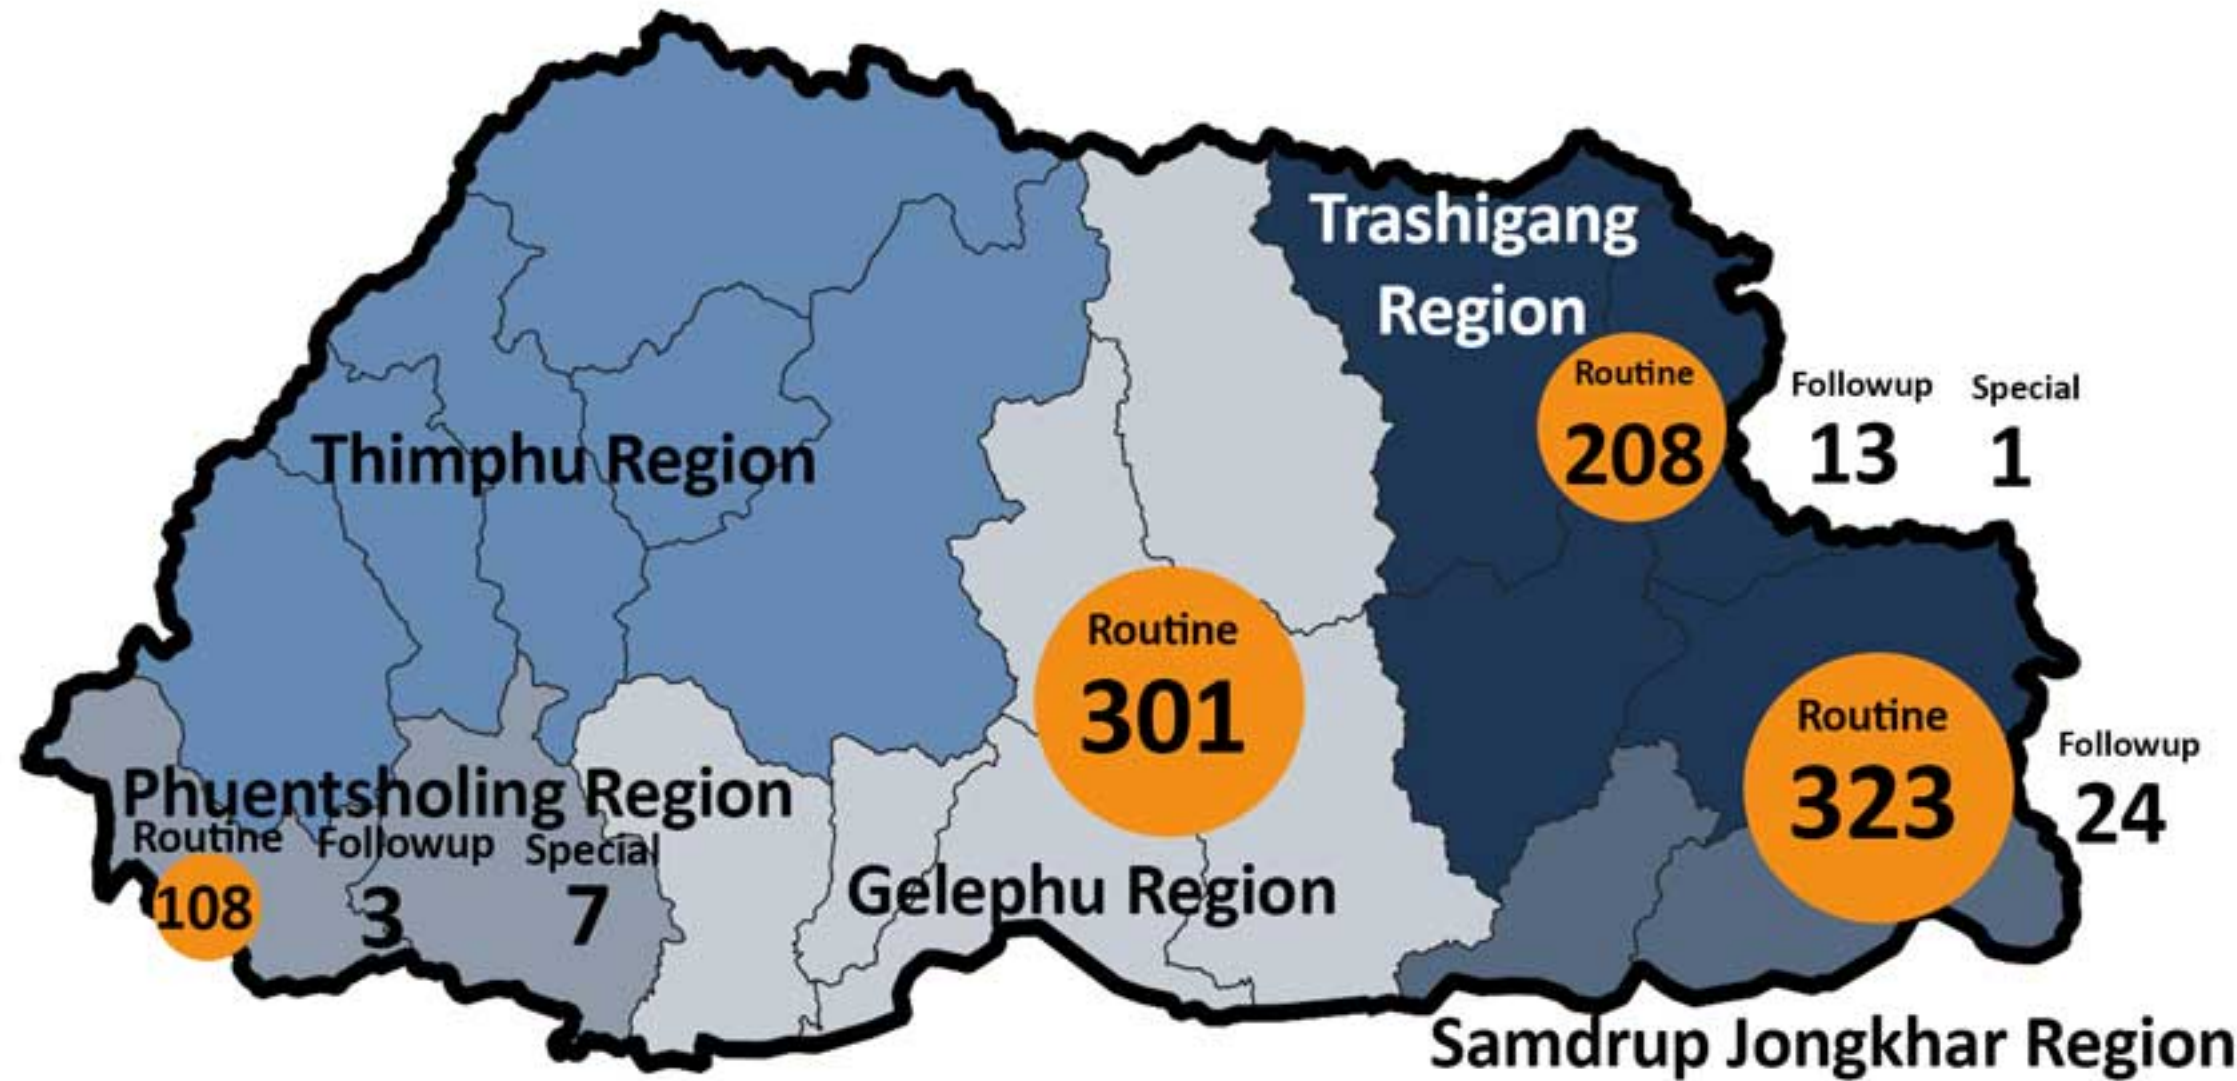 Trashigang
Region
Routine
208
Followup
13
Special
1
Thimphu Region
Routine
301
Routine
323
Followup
24
Phuentsholing Region
Routine
108
Followup
3
Special
7
Gelephu Region
Samdrup Jongkhar Region